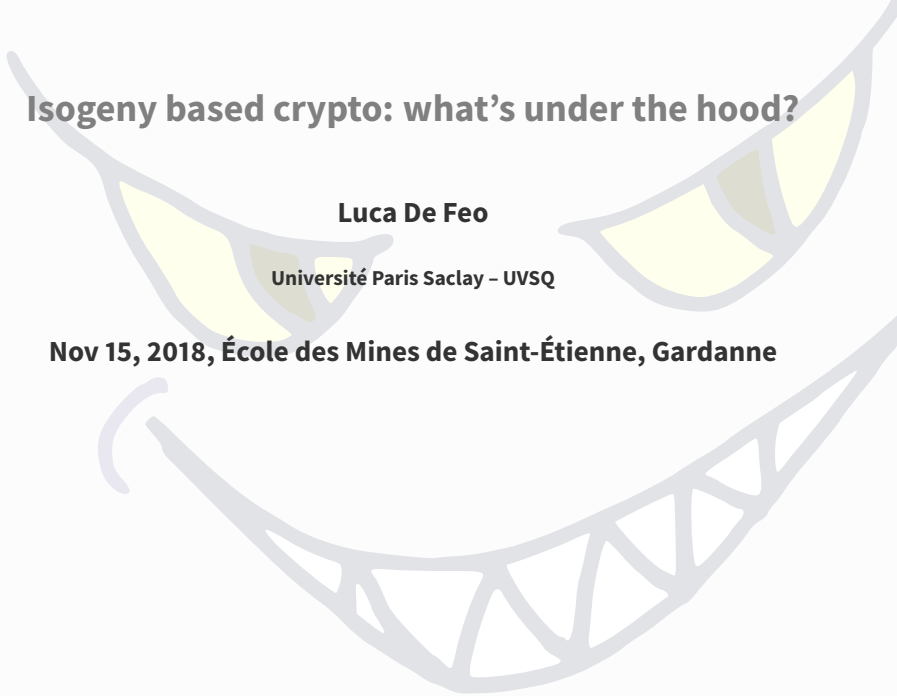 Isogeny based crypto: what’s under the hood?
Luca De Feo
Université Paris Saclay – UVSQ
Nov 15, 2018, École des Mines de Saint-Étienne, Gardanne